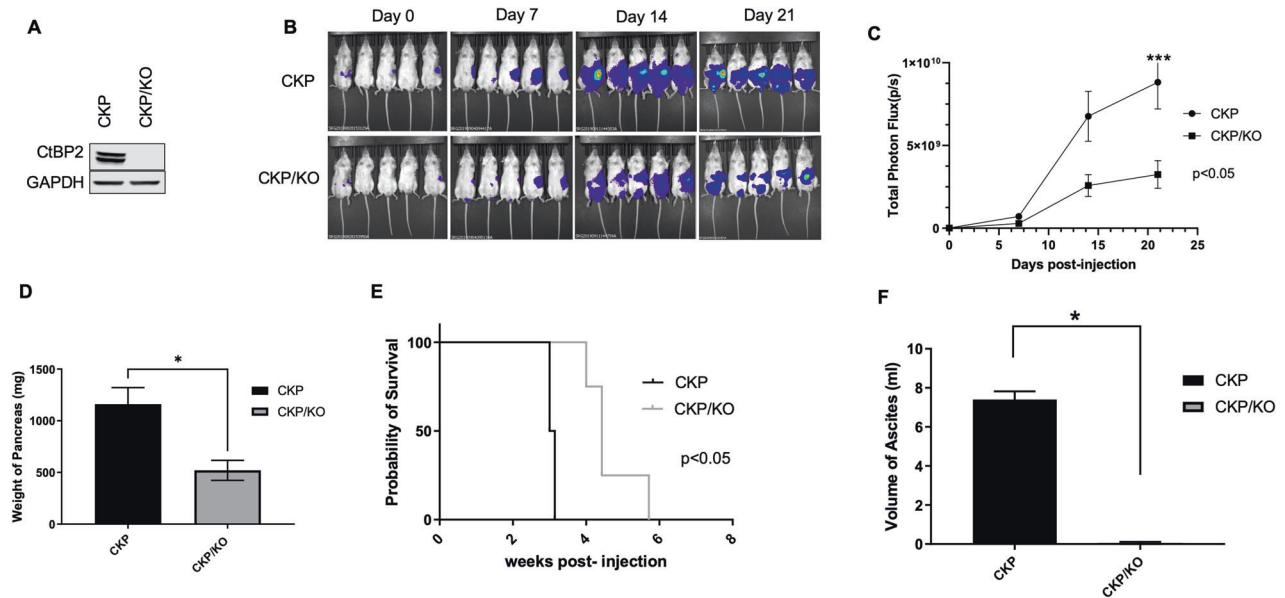 A
CKP
CKP/KO
CtBP2
GAPDH
B
Day 0
Day 7
Day 14
Day 21
CKP
CKP/KO
C
Total Photon Flux(p/s)
1×10¹⁰
5×10⁹
0
0
5
10
15
20
25
Days post-injection
***
CKP
CKP/KO
p<0.05
D
Weight of Pancreas (mg)
1500
1000
500
0
*
CKP
CKP/KO
CKP
CKP/KO
E
Probability of Survival
100
50
0
0
2
4
6
8
weeks post- injection
CKP
CKP/KO
p<0.05
F
Volume of Ascites (ml)
10
8
6
4
2
0
*
CKP
CKP/KO
CKP
CKP/KO